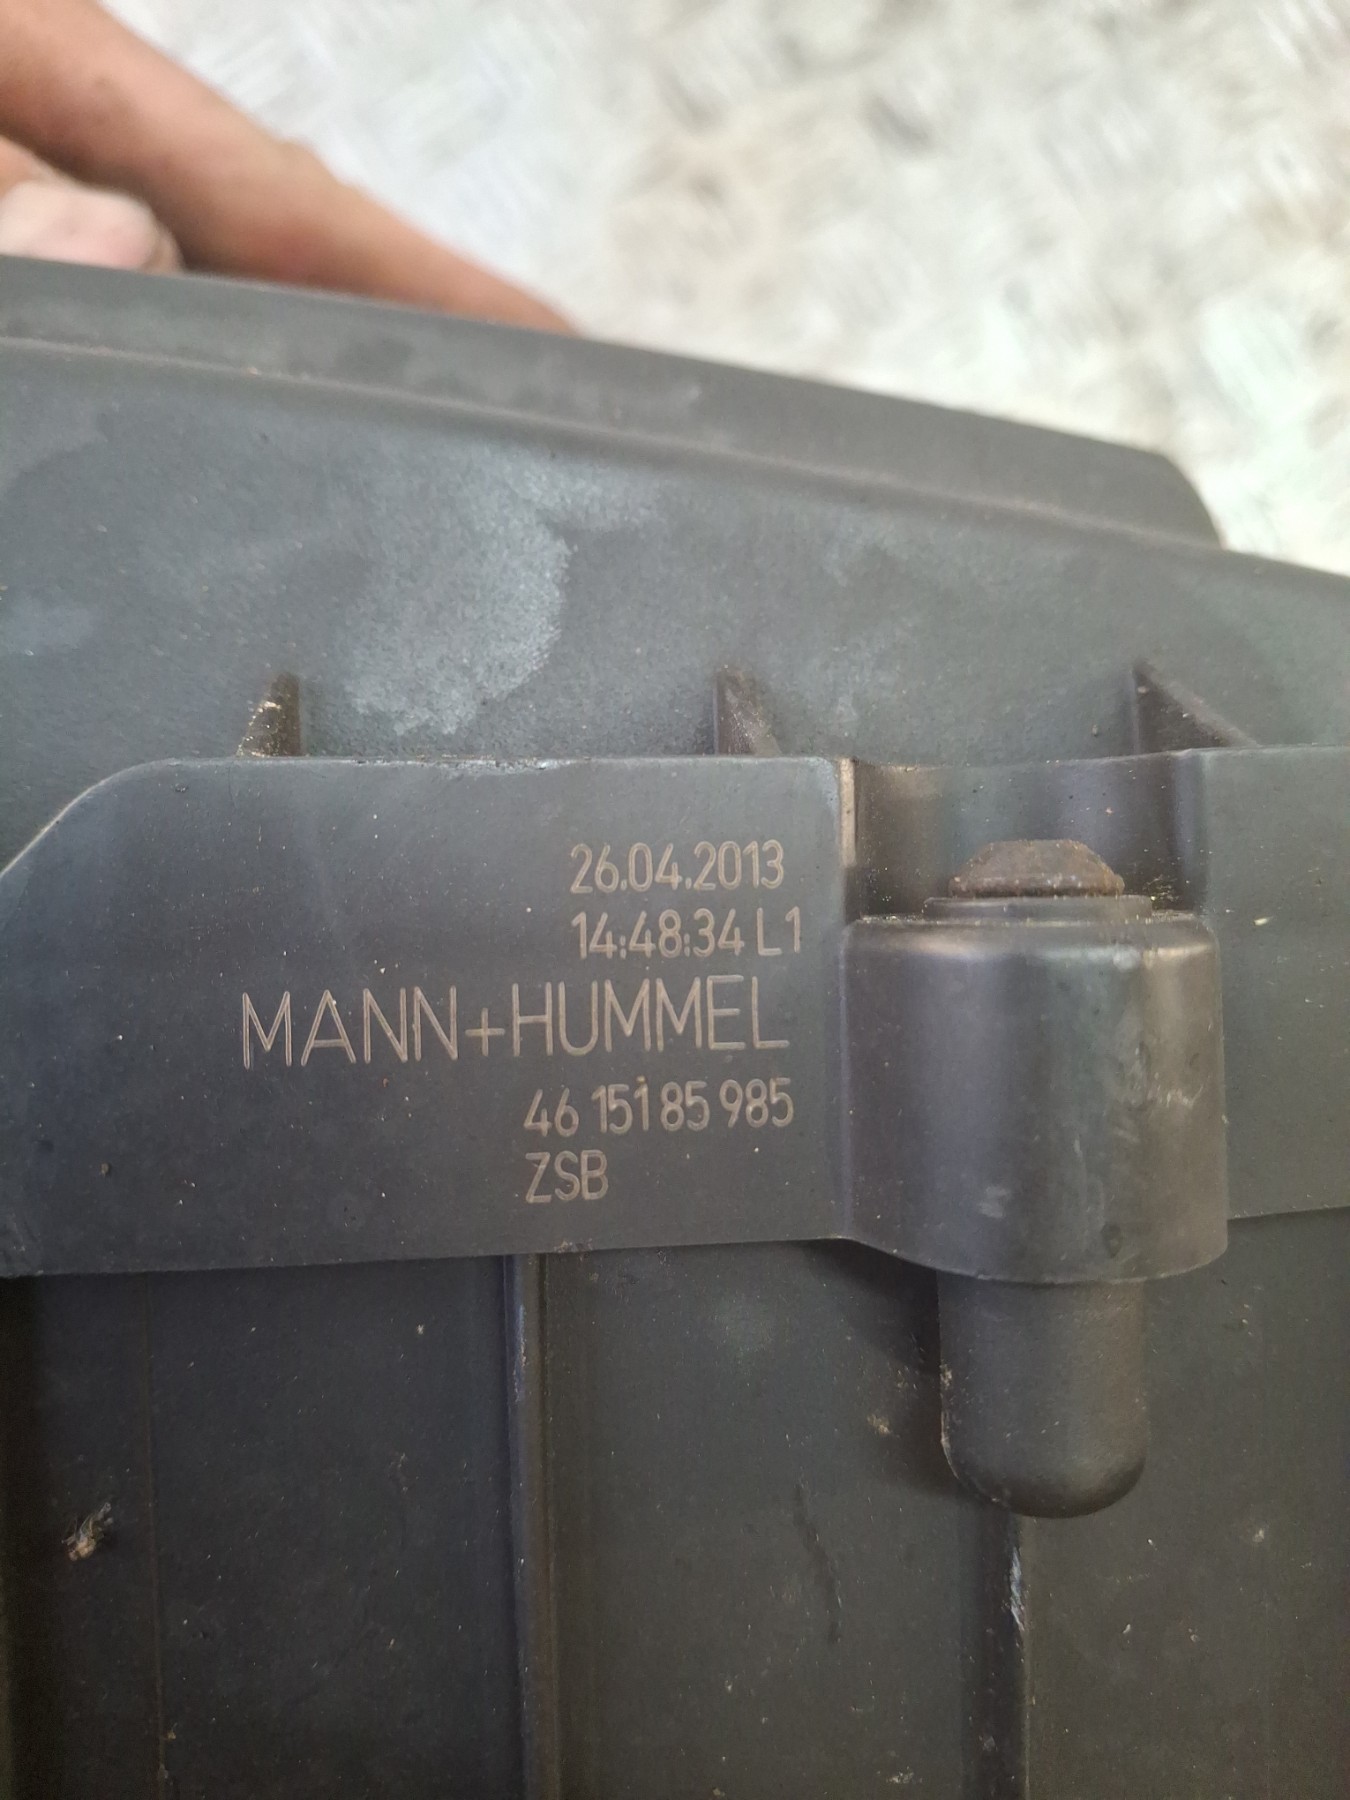 26.04.2013
14:48:34 L1
MANN+HUMMEL
46 151 85 985
ZSB